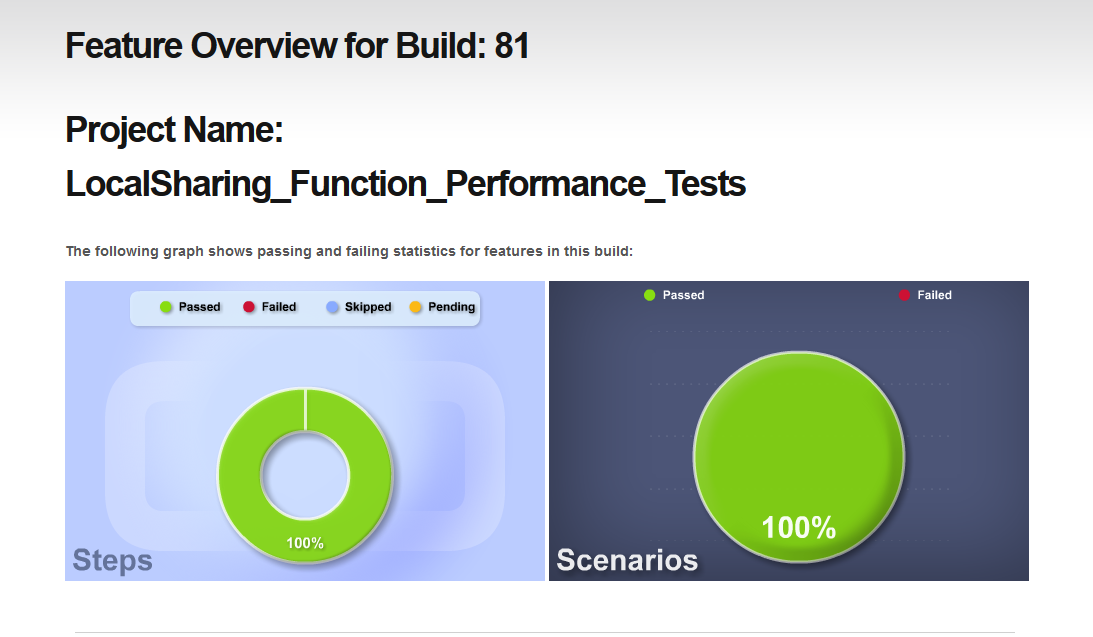 Feature Overview for Build: 81
Project Name:
LocalSharing_Function_Performance_Tests
The following graph shows passing and failing statistics for features in this build:
Passed Failed Skipped Pending
100%
Steps
Passed Failed
100%
Scenarios